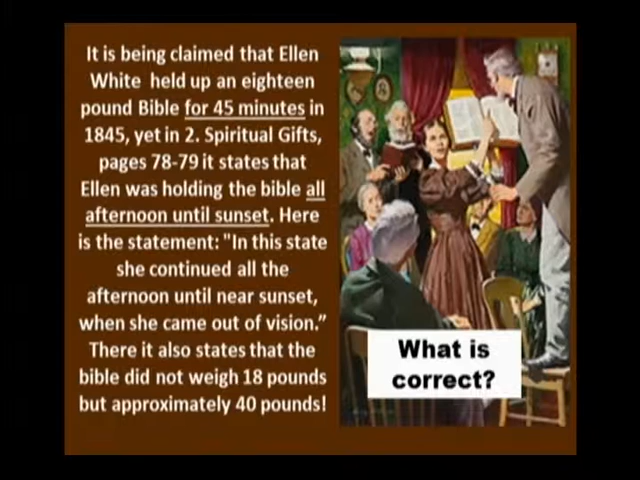 It is being claimed that Ellen
White held up an eighteen
pound Bible for 45 minutes in
1845, yet in 2. Spiritual Gifts,
pages 78-79 it states that
Ellen was holding the bible all
afternoon until sunset. Here
is the statement: "In this state
she continued all the
afternoon until near sunset,
when she came out of vision.”
There it also states that the
bible did not weigh 18 pounds
but approximately 40 pounds!
What is
correct?